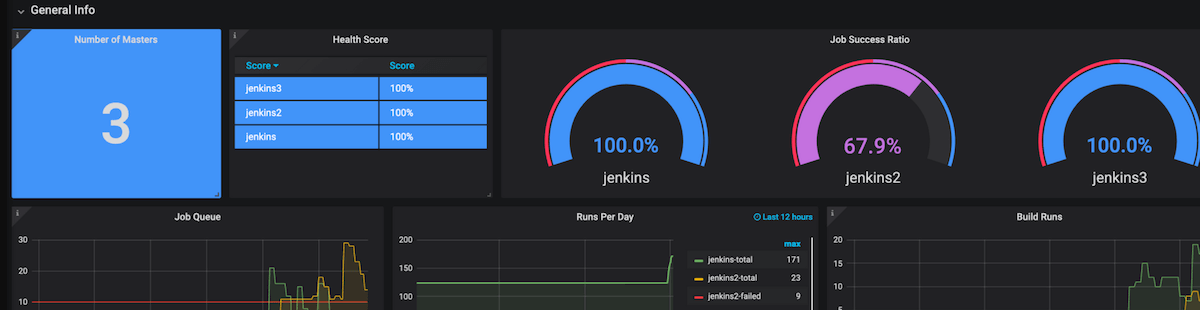 General Info
Number of Masters
3
Health Score
Score Score
jenkins3 100%
jenkins2 100%
jenkins 100%
Job Success Ratio
100.0%
jenkins
67.9%
jenkins2
100.0%
jenkins3
Job Queue
30
20
10
Runs Per Day
Last 12 hours
200
150
100
max
jenkins-total 171
jenkins2-total 23
jenkins2-failed 9
Build Runs
20
15
10